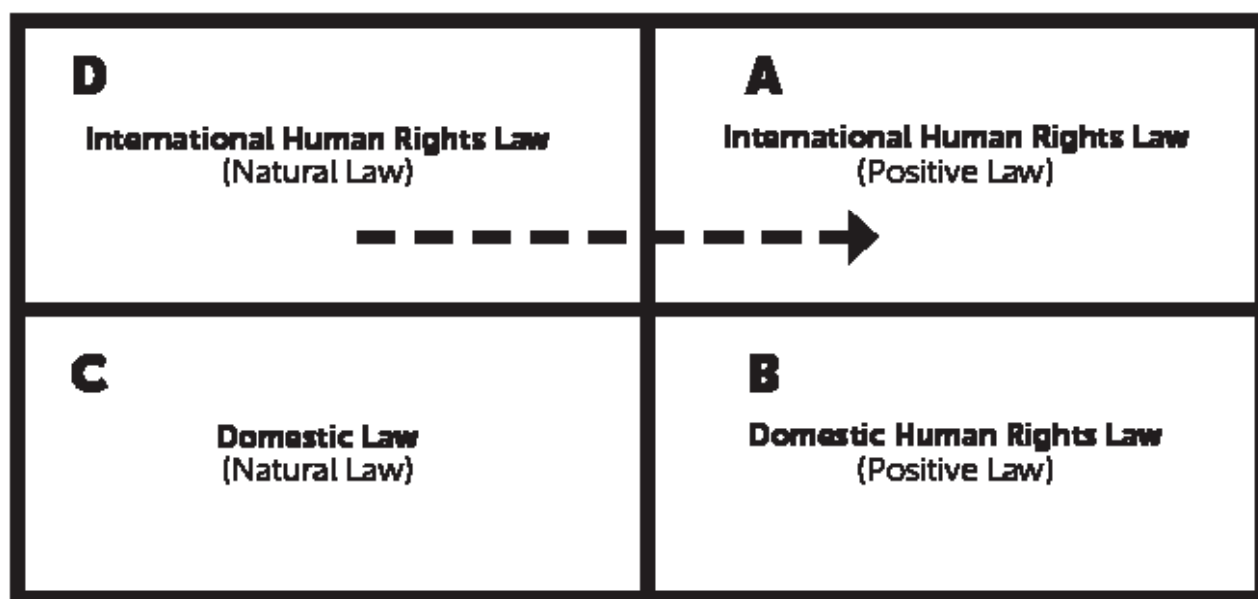 D
International Human Rights Law
(Natural Law)
A
International Human Rights Law
(Positive Law)
C
Domestic Law
(Natural Law)
B
Domestic Human Rights Law
(Positive Law)